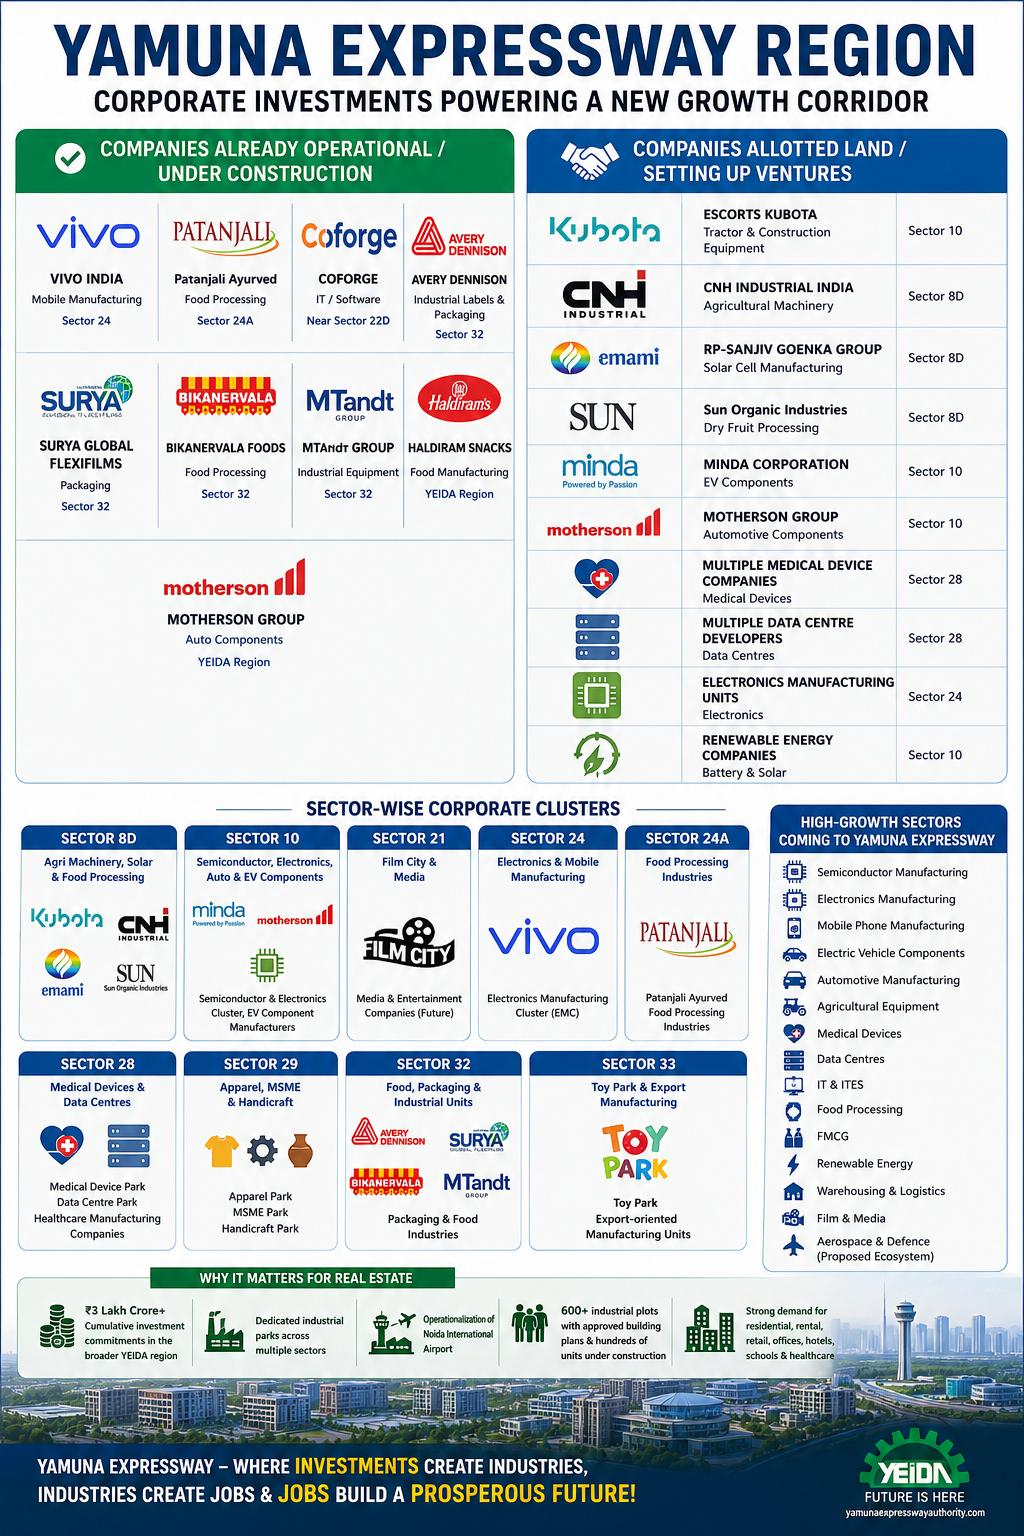 YAMUNA EXPRESSWAY REGION
CORPORATE INVESTMENTS POWERING A NEW GROWTH CORRIDOR
COMPANIES ALREADY OPERATIONAL /
UNDER CONSTRUCTION
vivo
VIVO INDIA
Mobile Manufacturing
Sector 24
PATANJALI
Patanjali Ayurved
Food Processing
Sector 24A
Coforge
COFORGE
IT / Software
Near Sector 22D
AVERY
DENNISON
AVERY DENNISON
Industrial Labels &
Packaging
Sector 32
SURYA
SURYA GLOBAL
FLEXIFILMS
Packaging
Sector 32
BIKANERVALA
BIKANERVALA FOODS
Food Processing
Sector 32
MTandt
GROUP
MTAndT GROUP
Industrial Equipment
Sector 32
Haldiram's
HALDIRAM SNACKS
Food Manufacturing
YEIDA Region
motherson
MOTHERSON GROUP
Auto Components
YEIDA Region
COMPANIES ALLOTTED LAND /
SETTING UP VENTURES
Kubota
ESCORTS KUBOTA
Tractor & Construction
Equipment
Sector 10
CNH
INDUSTRIAL
CNH INDUSTRIAL INDIA
Agricultural Machinery
Sector 8D
emami
RP-SANJIV GOENKA GROUP
Solar Cell Manufacturing
Sector 8D
SUN
Sun Organic Industries
Dry Fruit Processing
Sector 8D
minda
Powered by Passion
MINDA CORPORATION
EV Components
Sector 10
motherson
MOTHERSON GROUP
Automotive Components
Sector 10
MULTIPLE MEDICAL DEVICE
COMPANIES
Medical Devices
Sector 28
MULTIPLE DATA CENTRE
DEVELOPERS
Data Centres
Sector 28
ELECTRONICS MANUFACTURING
UNITS
Electronics
Sector 24
RENEWABLE ENERGY
COMPANIES
Battery & Solar
Sector 10
SECTOR-WISE CORPORATE CLUSTERS
SECTOR 8D
Agri Machinery, Solar
& Food Processing
Kubota
CNH
INDUSTRIAL
emami
SUN
Sun Organic Industries
SECTOR 10
Semiconductor, Electronics,
Auto & EV Components
minda
Powered by Passion
motherson
Semiconductor & Electronics
Cluster, EV Component
Manufacturers
SECTOR 21
Film City &
Media
FILM CITY
Media & Entertainment
Companies (Future)
SECTOR 24
Electronics & Mobile
Manufacturing
vivo
Electronics Manufacturing
Cluster (EMC)
SECTOR 24A
Food Processing
Industries
PATANJALI
Patanjali Ayurved
Food Processing
Industries
SECTOR 28
Medical Devices &
Data Centres
Medical Device Park
Data Centre Park
Healthcare Manufacturing
Companies
SECTOR 29
Apparel, MSME
& Handicraft
Apparel Park
MSME Park
Handicraft Park
SECTOR 32
Food, Packaging &
Industrial Units
AVERY
DENNISON
SURYA
BIKANERVALA
MTandt
GROUP
Packaging & Food
Industries
SECTOR 33
Toy Park & Export
Manufacturing
TOY
PARK
Toy Park
Export-oriented
Manufacturing Units
HIGH-GROWTH SECTORS
COMING TO YAMUNA EXPRESSWAY
Semiconductor Manufacturing
Electronics Manufacturing
Mobile Phone Manufacturing
Electric Vehicle Components
Automotive Manufacturing
Agricultural Equipment
Medical Devices
Data Centres
IT & ITES
Food Processing
FMCG
Renewable Energy
Warehousing & Logistics
Film & Media
Aerospace & Defence
(Proposed Ecosystem)
WHY IT MATTERS FOR REAL ESTATE
₹3 Lakh Crore+
Cumulative investment
commitments in the
broader YEIDA region
Dedicated industrial
parks across
multiple sectors
Operationalization of
Noida International
Airport
600+ industrial plots
with approved building
plans & hundreds of
units under construction
Strong demand for
residential, rental,
retail, offices, hotels,
schools & healthcare
YAMUNA EXPRESSWAY – WHERE INVESTMENTS CREATE INDUSTRIES,
INDUSTRIES CREATE JOBS & JOBS BUILD A PROSPEROUS FUTURE!
YEIDA
FUTURE IS HERE
yamunaexpresswayauthority.com